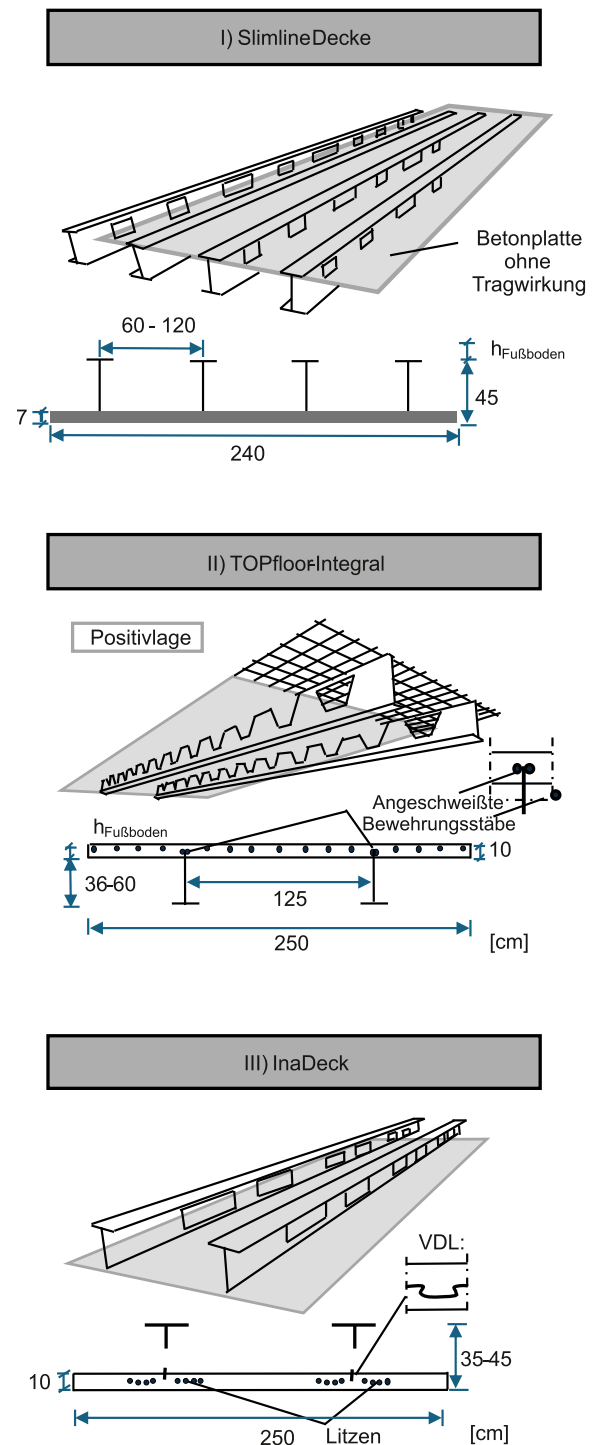 I) SlimlineDecke
Betonplatte
ohne
Tragwirkung
60 - 120
hFußboden
45
7
240
II) TOPfloor-Integral
Positivlage
Angeschweißte
Bewehrungsstäbe
hFußboden
10
36-60
125
250
[cm]
III) InaDeck
VDL:
35-45
10
250
Litzen
[cm]